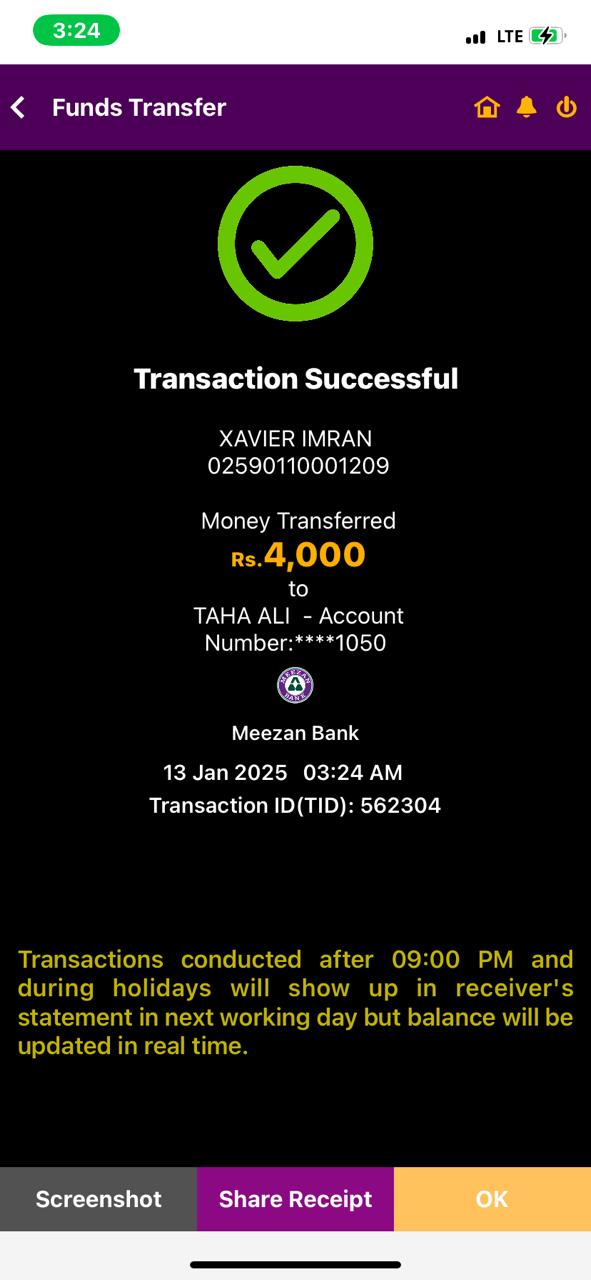 3:24
LTE
Funds Transfer
Transaction Successful
XAVIER IMRAN
02590110001209
Money Transferred
Rs.4,000
to
TAHA ALI - Account
Number:****1050
MEEZAN
BANK
Meezan Bank
13 Jan 2025 03:24 AM
Transaction ID(TID): 562304
Transactions conducted after 09:00 PM and
during holidays will show up in receiver's
statement in next working day but balance will be
updated in real time.
Screenshot
Share Receipt
OK